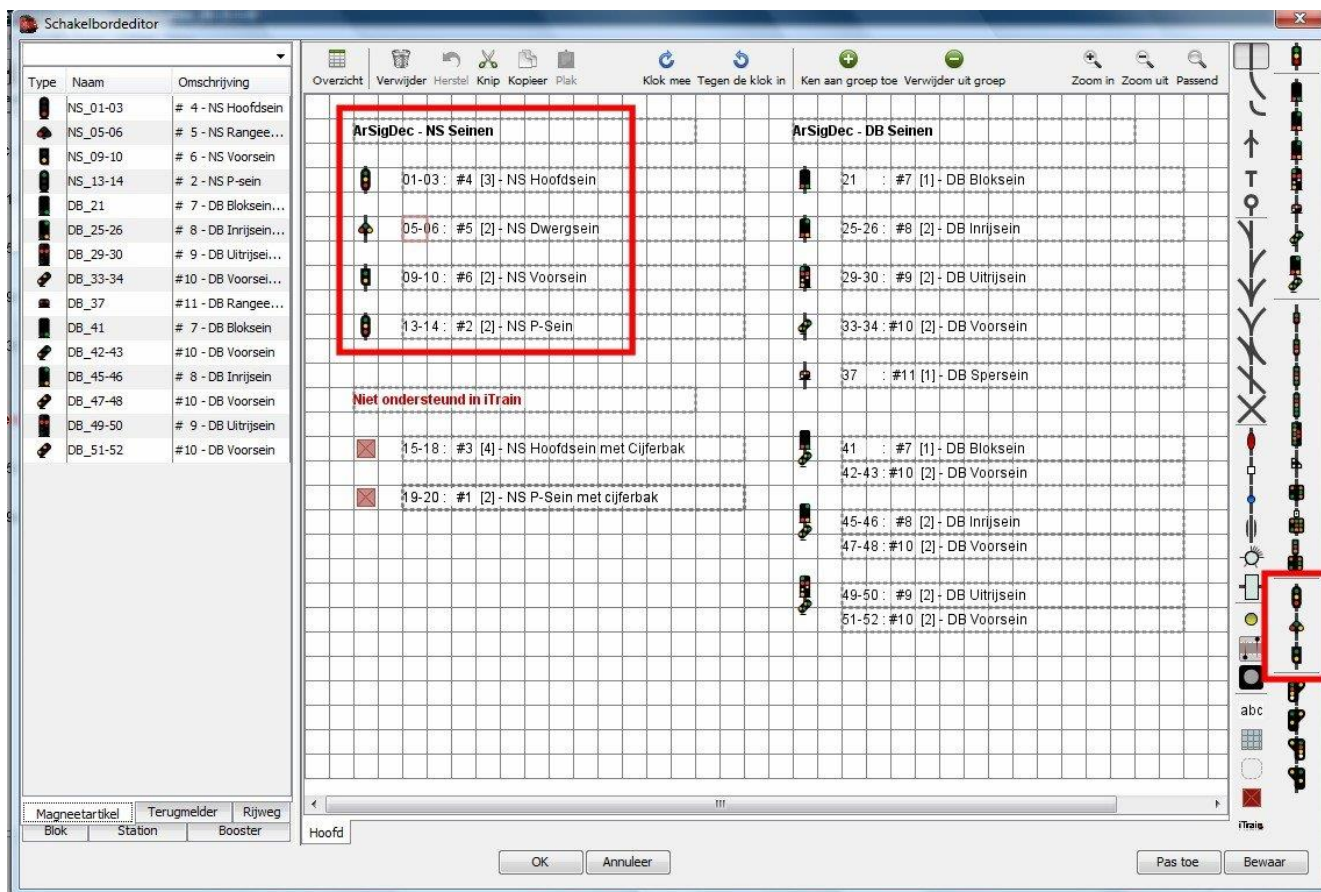 Schakelbordeditor
Type Naam Omschrijving
NS_01-03 # 4 - NS Hoofdsein
NS_05-06 # 5 - NS Rangee...
NS_09-10 # 6 - NS Voorsein
NS_13-14 # 2 - NS P-sein
DB_21 # 7 - DB Bloksein...
DB_25-26 # 8 - DB Inrijsein...
DB_29-30 # 9 - DB Uitrijsei...
DB_33-34 #10 - DB Voorsei...
DB_37 #11 - DB Rangee...
DB_41 # 7 - DB Bloksein
DB_42-43 #10 - DB Voorsein
DB_45-46 # 8 - DB Inrijsein
DB_47-48 #10 - DB Voorsein
DB_49-50 # 9 - DB Uitrijsein
DB_51-52 #10 - DB Voorsein
Magneetartikel Terugmelder Rijweg
Blok Station Booster
Overzicht Verwijder Herstel Knip Kopieer Plak Klok mee Tegen de klok in Ken aan groep toe Verwijder uit groep Zoom in Zoom uit Passend
ArSigDec - NS Seinen
01-03 : #4 [3] - NS Hoofdsein
05-06 : #5 [2] - NS Dwergsein
09-10 : #6 [2] - NS Voorsein
13-14 : #2 [2] - NS P-Sein
Niet ondersteund in iTrain
15-18 : #3 [4] - NS Hoofdsein met Cijferbak
19-20 : #1 [2] - NS P-Sein met cijferbak
ArSigDec - DB Seinen
21 : #7 [1] - DB Bloksein
25-26 : #8 [2] - DB Inrijsein
29-30 : #9 [2] - DB Uitrijsein
33-34 : #10 [2] - DB Voorsein
37 : #11 [1] - DB Spersein
41 : #7 [1] - DB Bloksein
42-43 : #10 [2] - DB Voorsein
45-46 : #8 [2] - DB Inrijsein
47-48 : #10 [2] - DB Voorsein
49-50 : #9 [2] - DB Uitrijsein
51-52 : #10 [2] - DB Voorsein
abc
iTrain
Hoofd
OK Annuleer Pas toe Bewaar